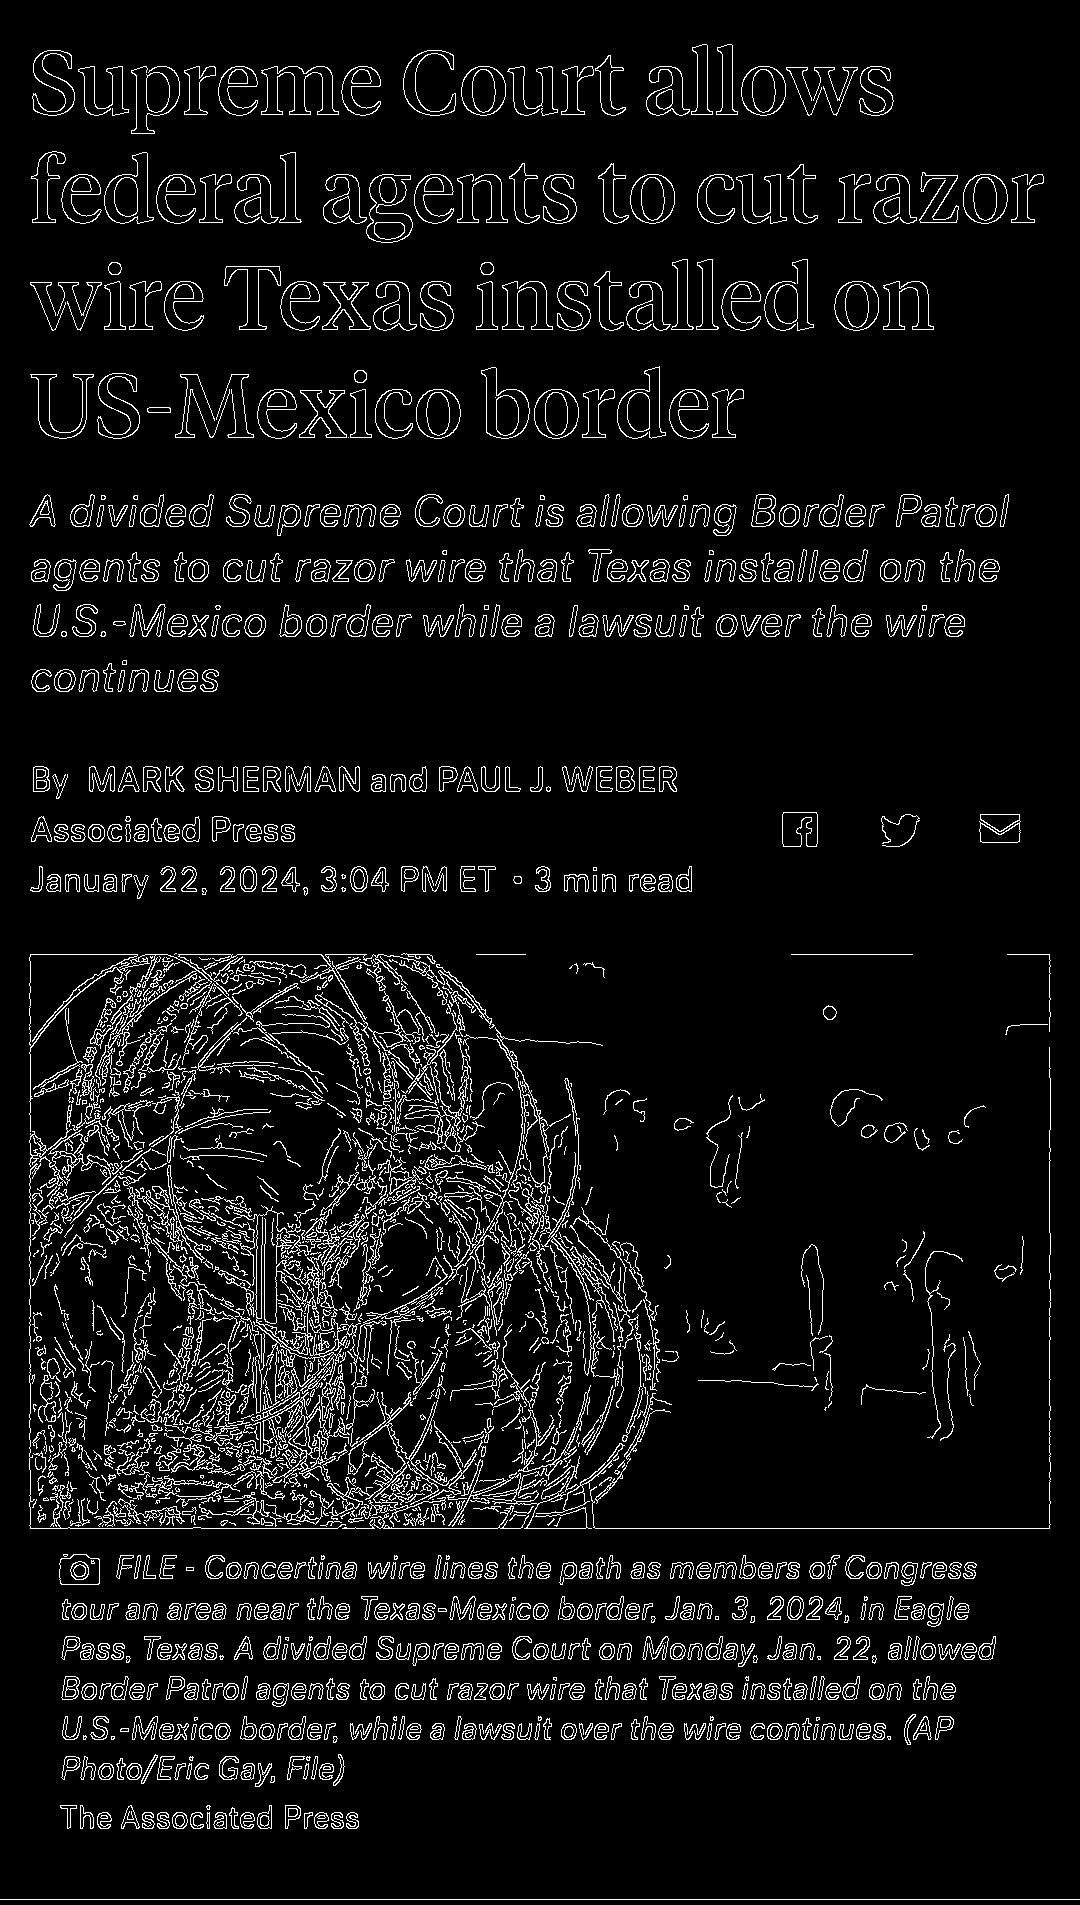 Supreme Court allows
federal agents to cut razor
wire Texas installed on
US-Mexico border
A divided Supreme Court is allowing Border Patrol
agents to cut razor wire that Texas installed on the
U.S.-Mexico border while a lawsuit over the wire
continues
By MARK SHERMAN and PAUL J. WEBER
Associated Press
January 22, 2024, 3:04 PM ET • 3 min read
FILE - Concertina wire lines the path as members of Congress
tour an area near the Texas-Mexico border, Jan. 3, 2024, in Eagle
Pass, Texas. A divided Supreme Court on Monday, Jan. 22, allowed
Border Patrol agents to cut razor wire that Texas installed on the
U.S.-Mexico border, while a lawsuit over the wire continues. (AP
Photo/Eric Gay, File)
The Associated Press